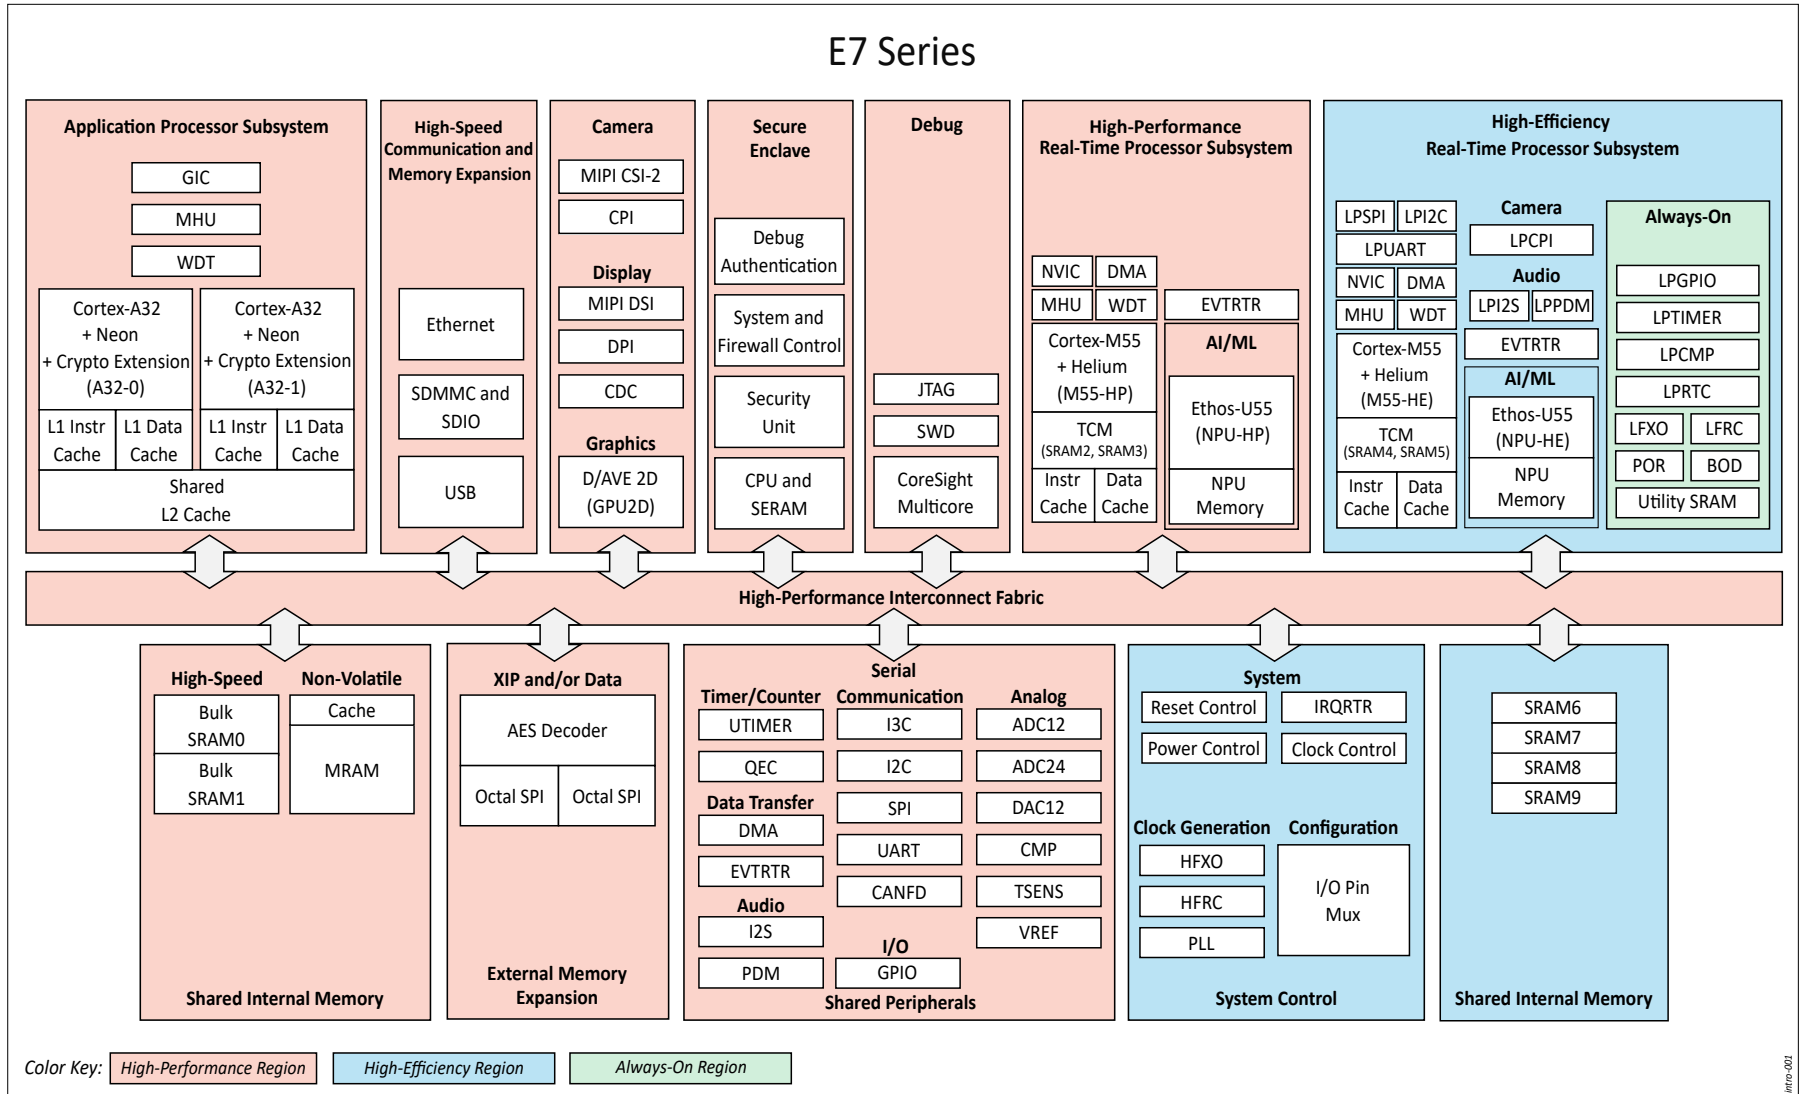 E7 Series
Application Processor Subsystem
GIC
MHU
WDT
Cortex-A32
+ Neon
+ Crypto Extension
(A32-0)
L1 Instr
Cache
L1 Data
Cache
Cortex-A32
+ Neon
+ Crypto Extension
(A32-1)
L1 Instr
Cache
L1 Data
Cache
Shared
L2 Cache
High-Speed
Communication and
Memory Expansion
Ethernet
SDMMC and
SDIO
USB
Camera
MIPI CSI-2
CPI
Display
MIPI DSI
DPI
CDC
Graphics
D/AVE 2D
(GPU2D)
Secure
Enclave
Debug
Authentication
System and
Firewall Control
Security
Unit
CPU and
SERAM
Debug
JTAG
SWD
CoreSight
Multicore
High-Performance
Real-Time Processor Subsystem
NVIC
DMA
MHU
WDT
Cortex-M55
+ Helium
(M55-HP)
TCM
(SRAM2, SRAM3)
Instr
Cache
Data
Cache
EVTRTR
AI/ML
Ethos-U55
(NPU-HP)
NPU
Memory
High-Efficiency
Real-Time Processor Subsystem
LPSPI
LPI2C
LPUART
NVIC
DMA
MHU
WDT
Cortex-M55
+ Helium
(M55-HE)
TCM
(SRAM4, SRAM5)
Instr
Cache
Data
Cache
Camera
LPCPI
Audio
LPI2S
LPPDM
EVTRTR
AI/ML
Ethos-U55
(NPU-HE)
NPU
Memory
Always-On
LPGPIO
LPTIMER
LPCMP
LPRTC
LFXO
LFRC
POR
BOD
Utility SRAM
High-Performance Interconnect Fabric
High-Speed
Bulk
SRAM0
Bulk
SRAM1
Non-Volatile
Cache
MRAM
Shared Internal Memory
XIP and/or Data
AES Decoder
Octal SPI
Octal SPI
External Memory
Expansion
Timer/Counter
UTIMER
QEC
Data Transfer
DMA
EVTRTR
Audio
I2S
PDM
Serial
Communication
I3C
I2C
SPI
UART
CANFD
I/O
GPIO
Analog
ADC12
ADC24
DAC12
CMP
TSENS
VREF
Shared Peripherals
System
Reset Control
IRQRTR
Power Control
Clock Control
Clock Generation
HFXO
HFRC
PLL
Configuration
I/O Pin
Mux
System Control
SRAM6
SRAM7
SRAM8
SRAM9
Shared Internal Memory
Color Key:
High-Performance Region
High-Efficiency Region
Always-On Region
intro-001